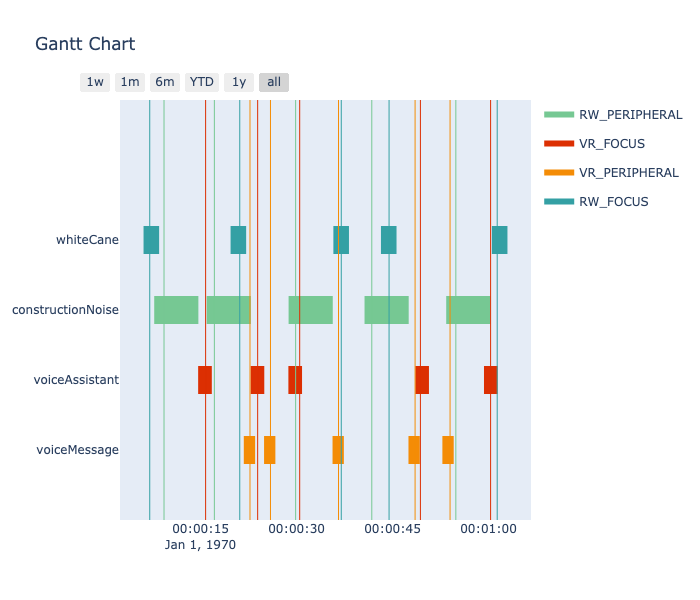 Gantt Chart
1w 1m 6m YTD 1y all
RW_PERIPHERAL
VR_FOCUS
VR_PERIPHERAL
RW_FOCUS
whiteCane
constructionNoise
voiceAssistant
voiceMessage
00:00:15 00:00:30 00:00:45 00:01:00
Jan 1, 1970